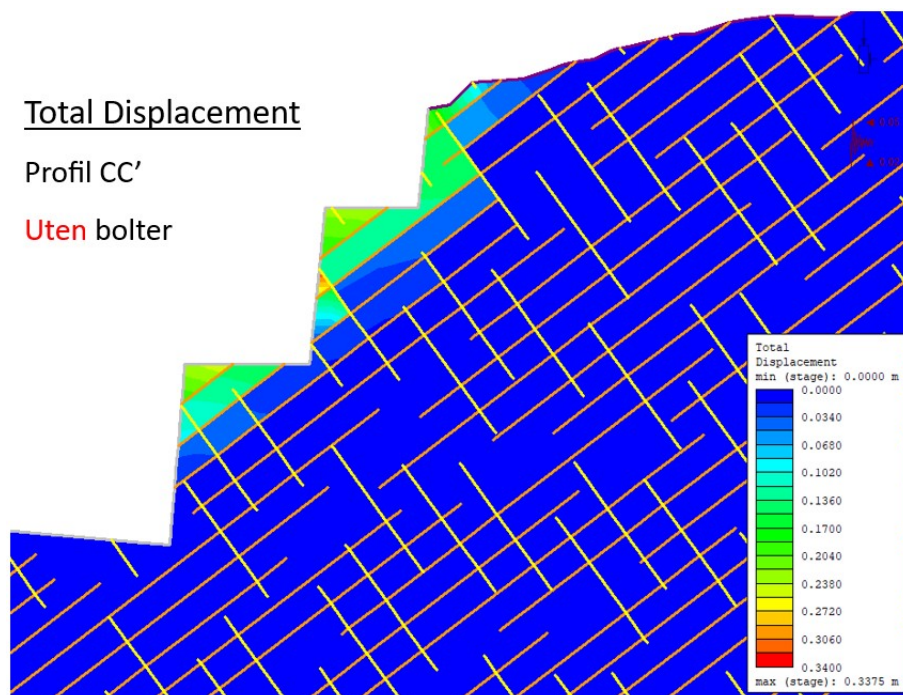 Total Displacement
Profil CC’
Uten bolter
Total
Displacement
min (stage): 0.0000 m
0.0000
0.0340
0.0680
0.1020
0.1360
0.1700
0.2040
0.2380
0.2720
0.3060
0.3400
max (stage): 0.3375 m